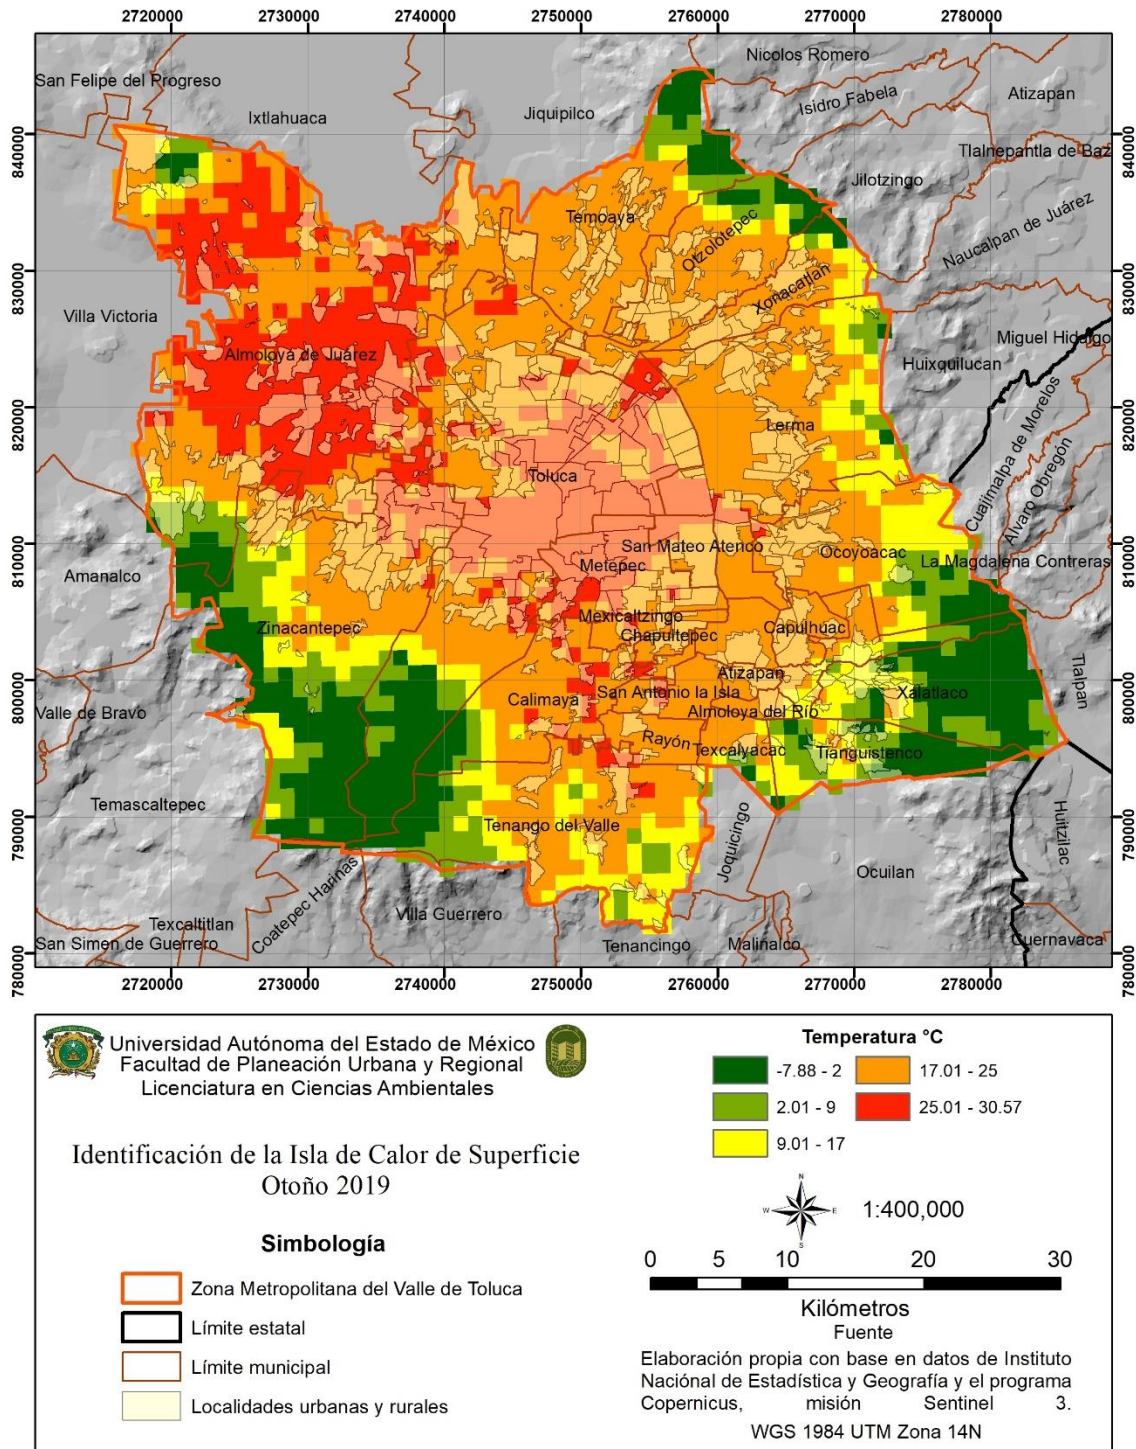 2720000 2730000 2740000 2750000 2760000 2770000 2780000
Nicolos Romero
San Felipe del Progreso
Isidro Fabela
Atizapan
Ixtlahuaca
Jiquipilco
840000
840000
Tlalnepantla de Baz
Jilotzingo
Temoaya
Otzolotepec
Naucalpan de Juárez
Xonacatlan
830000
830000
Villa Victoria
Miguel Hidalgo
Almoloya de Juárez
Huixquilucan
820000
820000
Lerma
Cuajimalpa de Morelos
Alvaro Obregón
Toluca
810000
810000
San Mateo Atenco
Ocoyoacac
La Magdalena Contreras
Metepec
Amanalco
Mexicaltzingo
Zinacantepec
Chapultepec
Capulhuac
Tlalpan
Atizapan
800000
800000
Calimaya
San Antonio la Isla
Xalatlaco
Valle de Bravo
Almoloya del Río
Rayón
Texcalyacac
Tianguistenco
Temascaltepec
Tenango del Valle
790000
790000
Joquicingo
Huitzilac
Ocuilan
Coatepec Harinas
Villa Guerrero
Texcaltitlan
San Simen de Guerrero
Tenancingo
Malinalco
Cuernavaca
780000
780000
2720000 2730000 2740000 2750000 2760000 2770000 2780000
Universidad Autónoma del Estado de México
Facultad de Planeación Urbana y Regional
Licenciatura en Ciencias Ambientales
Identificación de la Isla de Calor de Superficie
Otoño 2019
Simbología
Zona Metropolitana del Valle de Toluca
Límite estatal
Límite municipal
Localidades urbanas y rurales
Temperatura °C
-7.88 - 2
17.01 - 25
2.01 - 9
25.01 - 30.57
9.01 - 17
N
W E
S
1:400,000
0 5 10 20 30
Kilómetros
Fuente
Elaboración propia con base en datos de Instituto
Naciónal de Estadística y Geografía y el programa
Copernicus, misión Sentinel 3.
WGS 1984 UTM Zona 14N